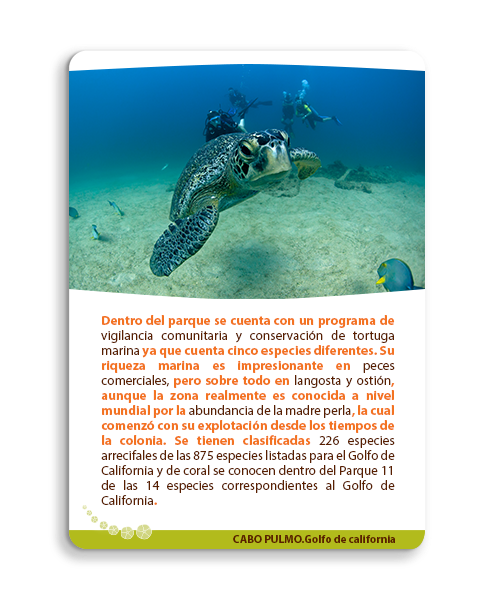 Dentro del parque se cuenta con un programa de
vigilancia comunitaria y conservación de tortuga
marina ya que cuenta cinco especies diferentes. Su
riqueza marina es impresionante en peces
comerciales, pero sobre todo en langosta y ostión,
aunque la zona realmente es conocida a nivel
mundial por la abundancia de la madre perla, la cual
comenzó con su explotación desde los tiempos de
la colonia. Se tienen clasificadas 226 especies
arrecifales de las 875 especies listadas para el Golfo de
California y de coral se conocen dentro del Parque 11
de las 14 especies correspondientes al Golfo de
California.
CABO PULMO.Golfo de california